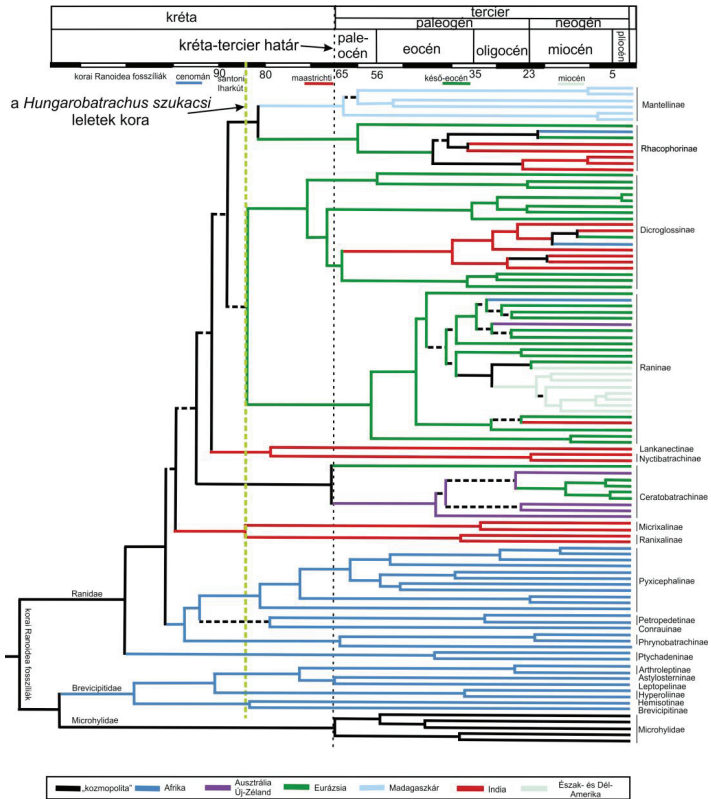 kréta
tercier
paleogén
neogén
pale-
océn
eocén
oligocén
miocén
pliocén
kréta-tercier határ
korai Ranoidea fosszíliák
cenomán
90
santoni
Iharkút
80
maastrichti
65
56
késő-eocén
35
23
miocén
5
a Hungarobatrachus szukacsi
leletek kora
Mantellinae
Rhacophorinae
Dicroglossinae
Raninae
Lankanectinae
Nyctibatrachinae
Ceratobatrachinae
Micrixalinae
Ranixalinae
Pyxicephalinae
Ranidae
Petropedetinae
Conrauinae
Phrynobatrachinae
Ptychadeninae
korai Ranoidea fosszíliák
Arthroleptinae
Astylosterninae
Leptopelinae
Brevicipitidae
Hyperoliinae
Hemisotinae
Brevicipitinae
Microhylidae
Microhylidae
„kozmopolita"
Afrika
Ausztrália
Új-Zéland
Eurázsia
Madagaszkár
India
Észak- és Dél-
Amerika